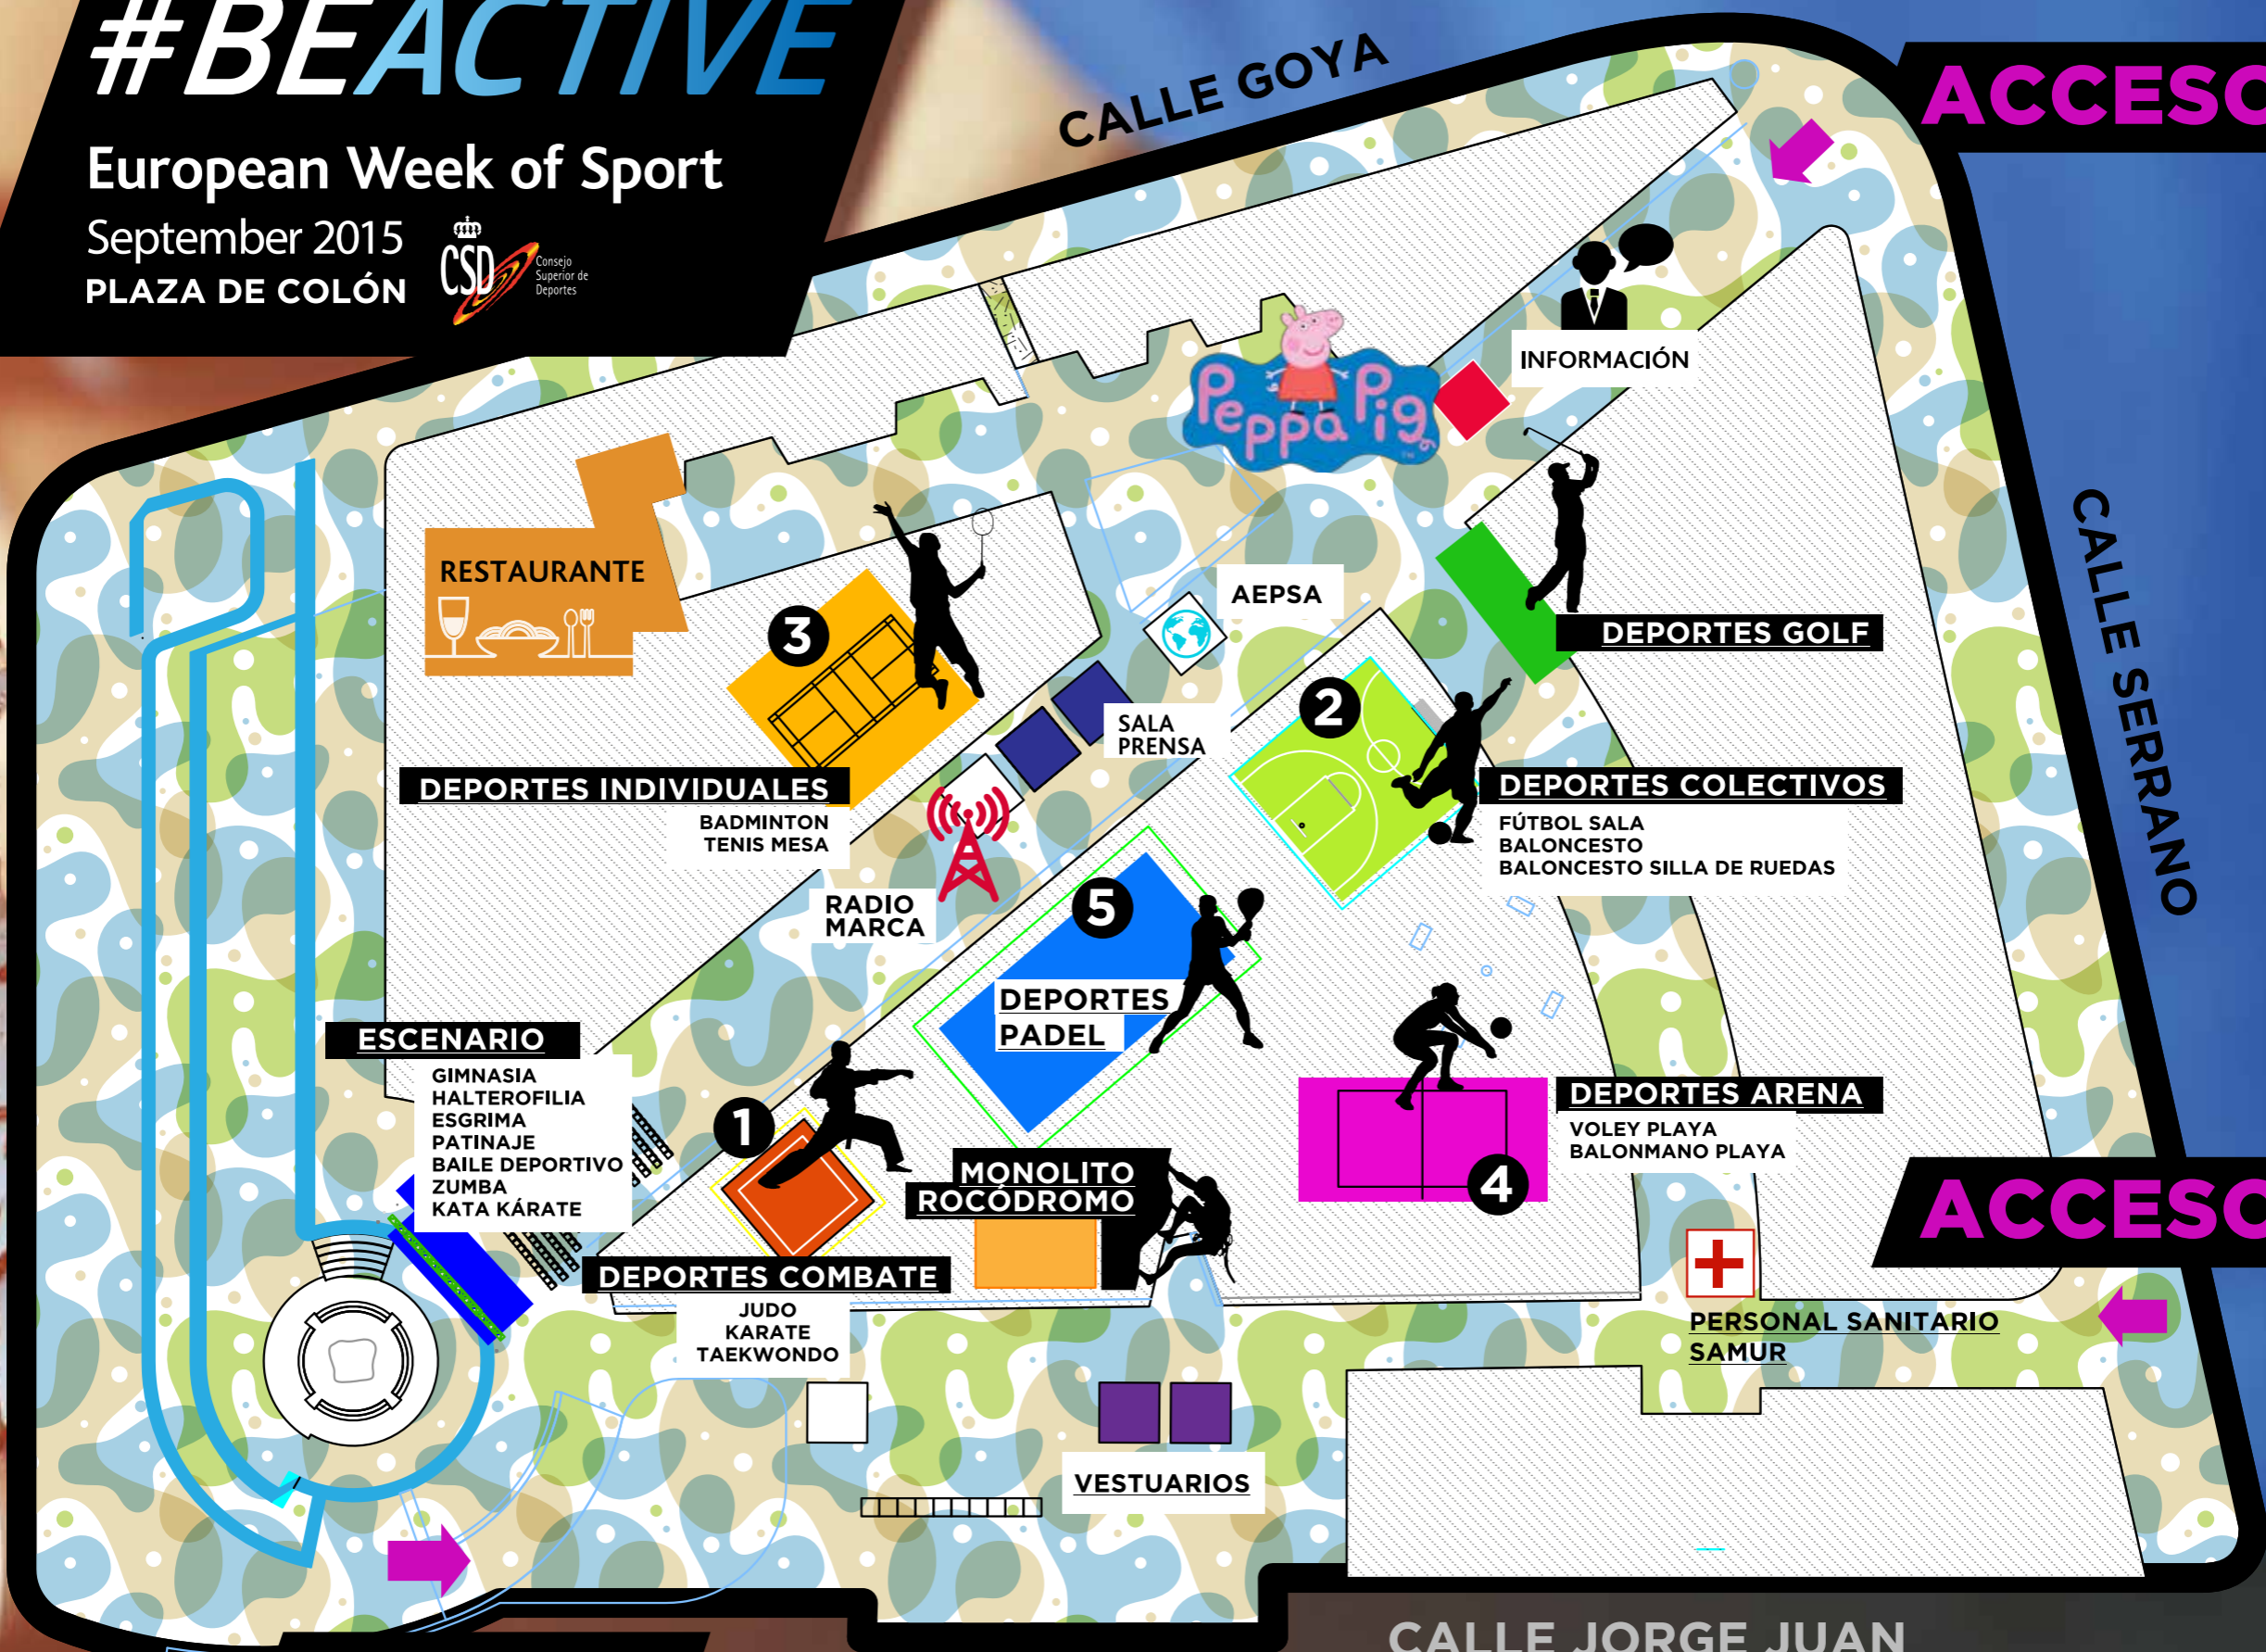 #BEACTIVE
European Week of Sport
September 2015
PLAZA DE COLÓN
CSD
Consejo
Superior de
Deportes
CALLE GOYA
ACCESO
INFORMACIÓN
Peppa Pig
TM
CALLE SERRANO
RESTAURANTE
3
AEPSA
DEPORTES GOLF
2
SALA
PRENSA
DEPORTES INDIVIDUALES
BADMINTON
TENIS MESA
DEPORTES COLECTIVOS
FÚTBOL SALA
BALONCESTO
BALONCESTO SILLA DE RUEDAS
RADIO
MARCA
5
DEPORTES
PADEL
ESCENARIO
GIMNASIA
HALTEROFILIA
ESGRIMA
PATINAJE
BAILE DEPORTIVO
ZUMBA
KATA KÁRATE
1
DEPORTES ARENA
VOLEY PLAYA
BALONMANO PLAYA
4
MONOLITO
ROCÓDROMO
ACCESO
DEPORTES COMBATE
JUDO
KARATE
TAEKWONDO
PERSONAL SANITARIO
SAMUR
VESTUARIOS
CALLE JORGE JUAN